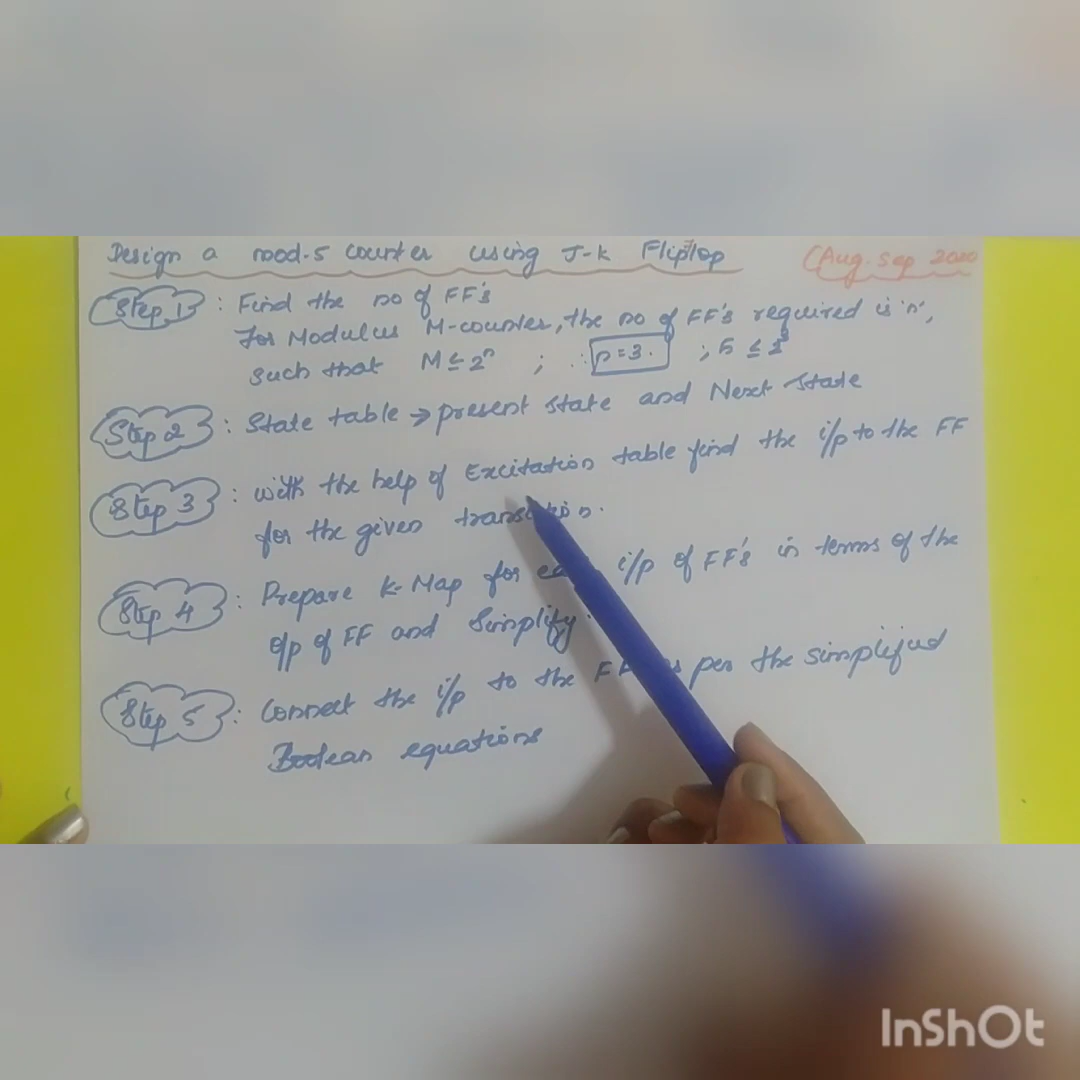 Design a mod-5 counter using J-K Flipflop (Aug. Sep 2020
Step 1 : Find the no of FF's
For Modulus M-counter, the no of FF's required is 'n',
such that M ≤ 2ⁿ ; ∴ n = 3. ; 5 ≤ 2³
Step 2 : State table → present state and Next state
Step 3 : with the help of Excitation table find the i/p to the FF
for the given transition.
Step 4 : Prepare K-Map for i/p of FF's in terms of the
o/p of FF and Simplify.
Step 5 : Connect the i/p to the FF as per the simplified
Boolean equations
InShOt